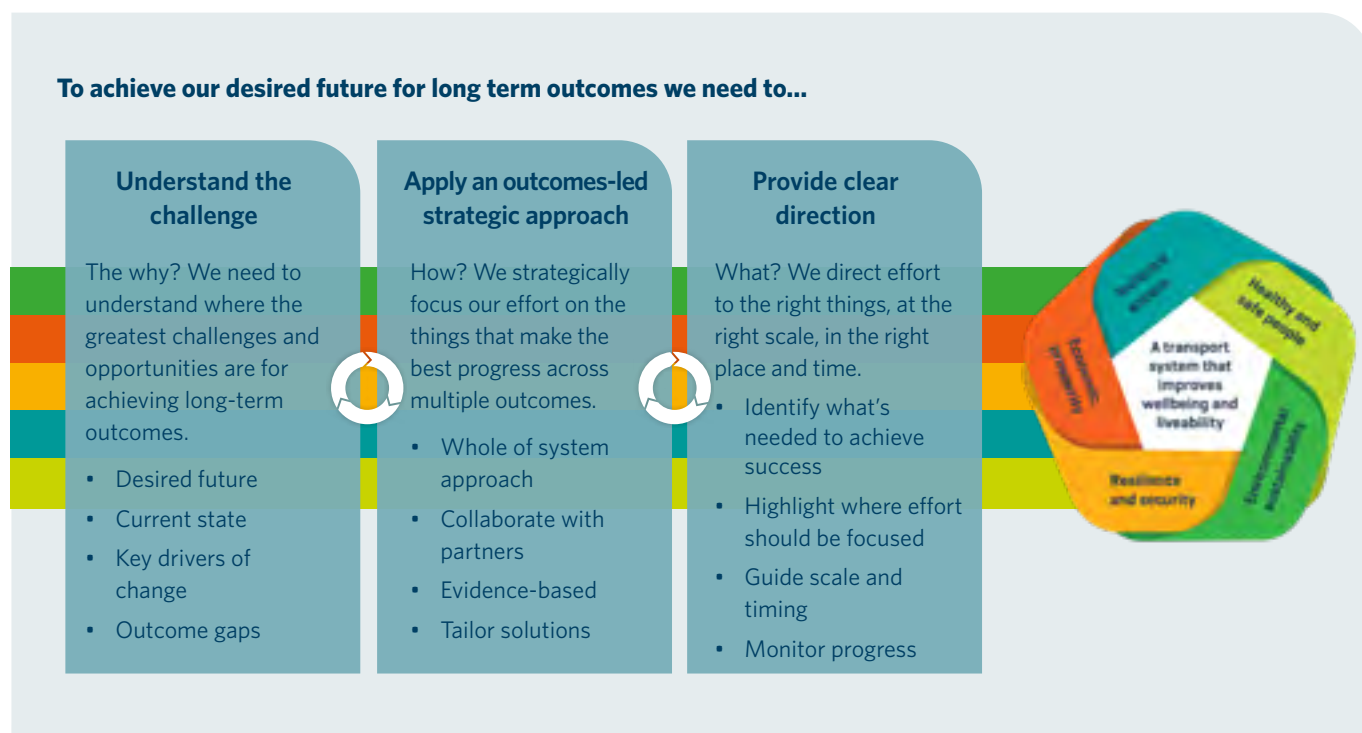 To achieve our desired future for long term outcomes we need to...
Understand the
challenge
The why? We need to
understand where the
greatest challenges and
opportunities are for
achieving long-term
outcomes.
• Desired future
• Current state
• Key drivers of
change
• Outcome gaps
Apply an outcomes-led
strategic approach
How? We strategically
focus our effort on the
things that make the
best progress across
multiple outcomes.
• Whole of system
approach
• Collaborate with
partners
• Evidence-based
• Tailor solutions
Provide clear
direction
What? We direct effort
to the right things, at the
right scale, in the right
place and time.
• Identify what's
needed to achieve
success
• Highlight where effort
should be focused
• Guide scale and
timing
• Monitor progress
Healthy and
safe people
Economic
prosperity
A transport
system that
improves
wellbeing and
liveability
Environmental
sustainability
Resilience
and security